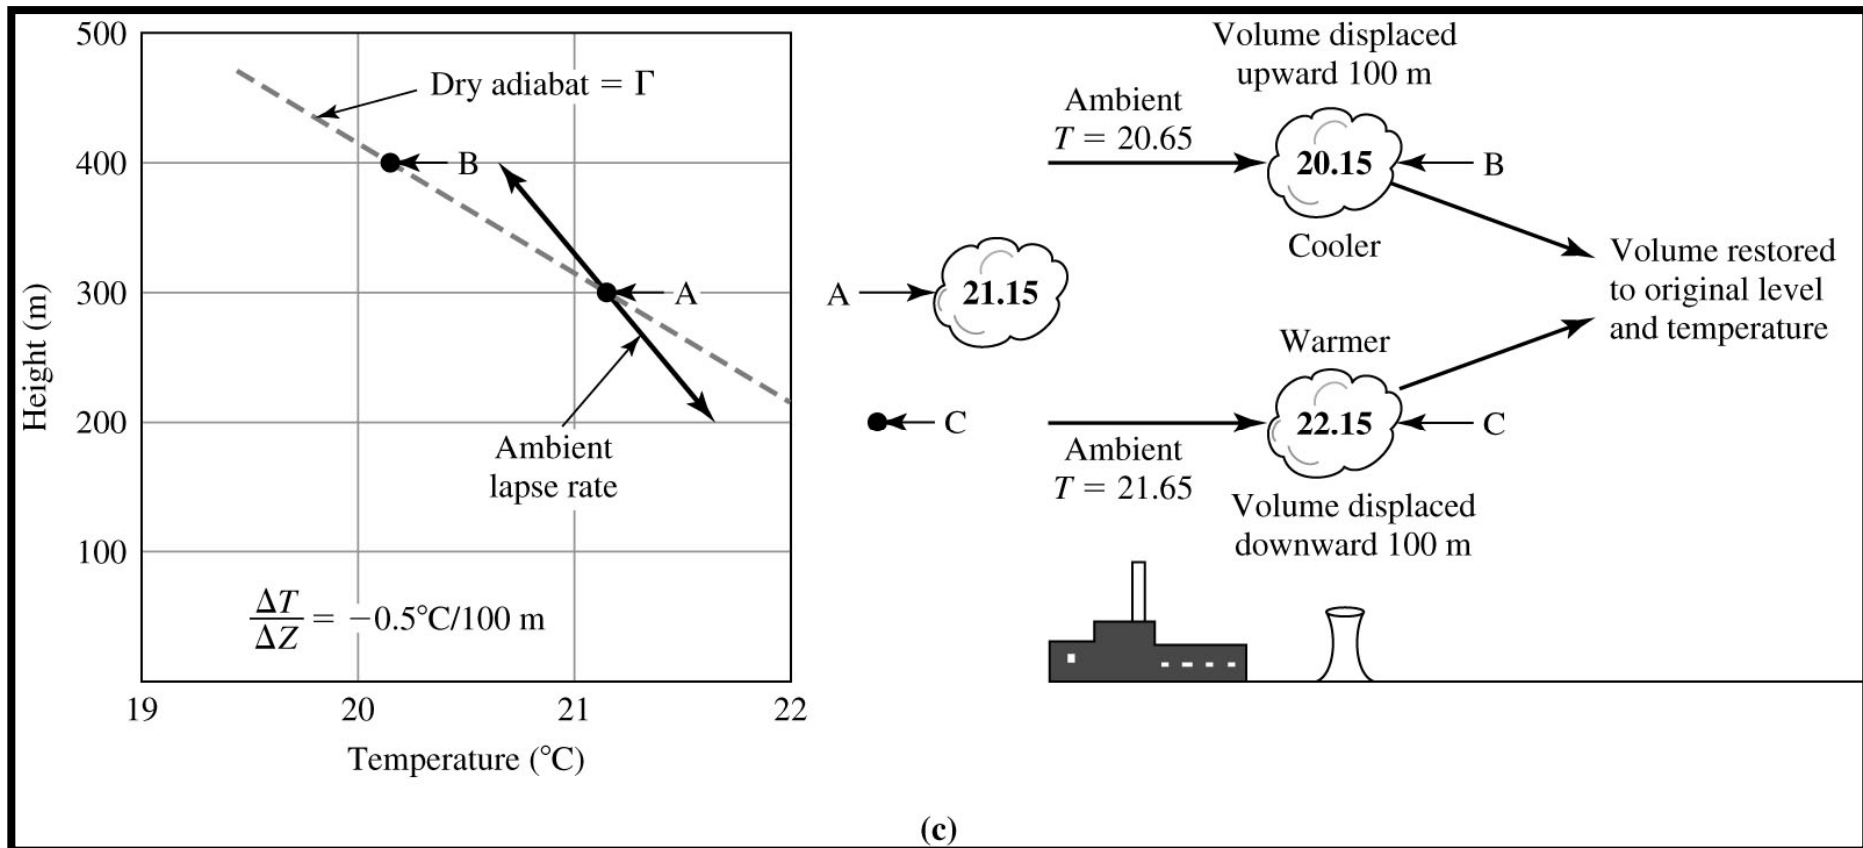 500
400
300
200
100
Height (m)
19
20
21
22
Temperature (°C)
Dry adiabat = Γ
B
A
Ambient
lapse rate
ΔT/ΔZ = −0.5°C/100 m
Volume displaced
upward 100 m
Ambient
T = 20.65
20.15
B
Cooler
A
21.15
Volume restored
to original level
and temperature
Warmer
C
22.15
C
Ambient
T = 21.65
Volume displaced
downward 100 m
(c)